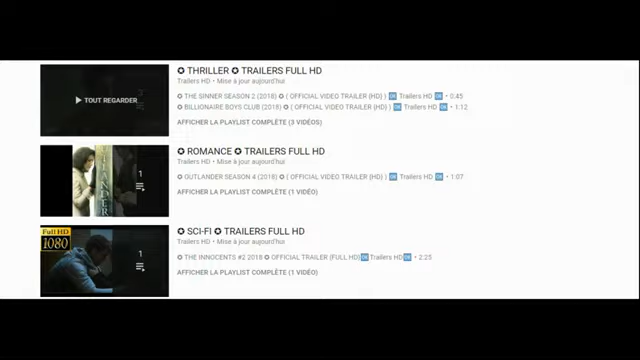 ✪ THRILLER ✪ TRAILERS FULL HD
Trailers HD • Mise à jour aujourd'hui
3
▶ TOUT REGARDER
✪ THE SINNER SEASON 2 (2018) ✪ ( OFFICIAL VIDEO TRAILER (HD) ) 🆗 Trailers HD 🆗 • 0:45
✪ BILLIONAIRE BOYS CLUB (2018) ✪ ( OFFICIAL VIDEO TRAILER (HD) ) 🆗 Trailers HD 🆗 • 1:12
AFFICHER LA PLAYLIST COMPLÈTE (3 VIDÉOS)
✪ ROMANCE ✪ TRAILERS FULL HD
Trailers HD • Mise à jour aujourd'hui
1
✪ OUTLANDER SEASON 4 (2018) ✪ ( OFFICIAL VIDEO TRAILER (HD) ) 🆗 Trailers HD 🆗 • 1:07
AFFICHER LA PLAYLIST COMPLÈTE (1 VIDÉO)
Full HD
1080
✪ SCI-FI ✪ TRAILERS FULL HD
Trailers HD • Mise à jour aujourd'hui
1
✪ THE INNOCENTS #2 2018 ✪ OFFICIAL TRAILER (FULL HD)🆗Trailers HD🆗 • 2:25
AFFICHER LA PLAYLIST COMPLÈTE (1 VIDÉO)